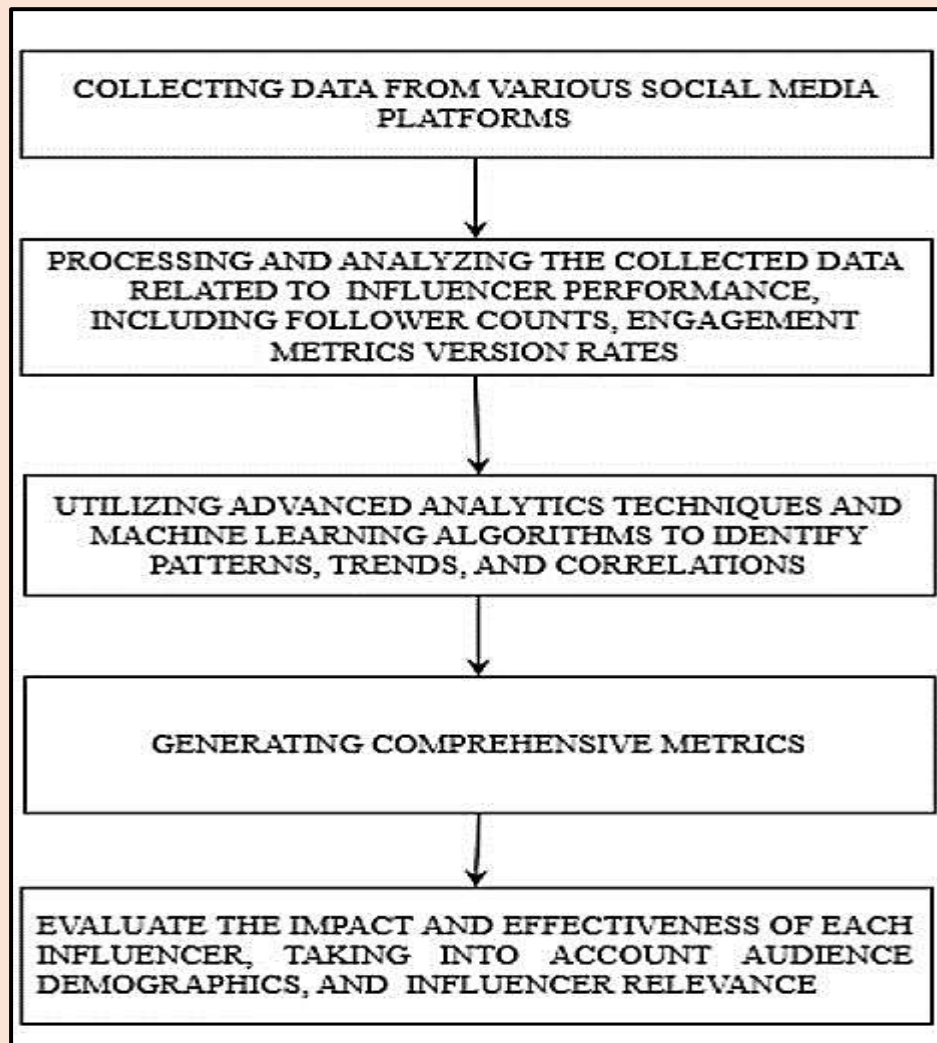 COLLECTING DATA FROM VARIOUS SOCIAL MEDIA
PLATFORMS
PROCESSING AND ANALYZING THE COLLECTED DATA
RELATED TO INFLUENCER PERFORMANCE,
INCLUDING FOLLOWER COUNTS, ENGAGEMENT
METRICS VERSION RATES
UTILIZING ADVANCED ANALYTICS TECHNIQUES AND
MACHINE LEARNING ALGORITHMS TO IDENTIFY
PATTERNS, TRENDS, AND CORRELATIONS
GENERATING COMPREHENSIVE METRICS
EVALUATE THE IMPACT AND EFFECTIVENESS OF EACH
INFLUENCER, TAKING INTO ACCOUNT AUDIENCE
DEMOGRAPHICS, AND INFLUENCER RELEVANCE